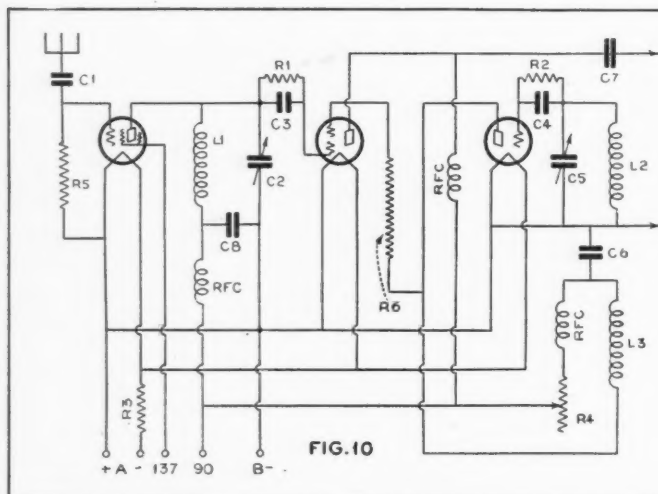 C1
R5
L1
C8
RFC
R1
C3
C2
R6
RFC
R2
C4
C5
C7
L2
C6
RFC
L3
R4
R3
FIG.10
+ A - 137 90 B-